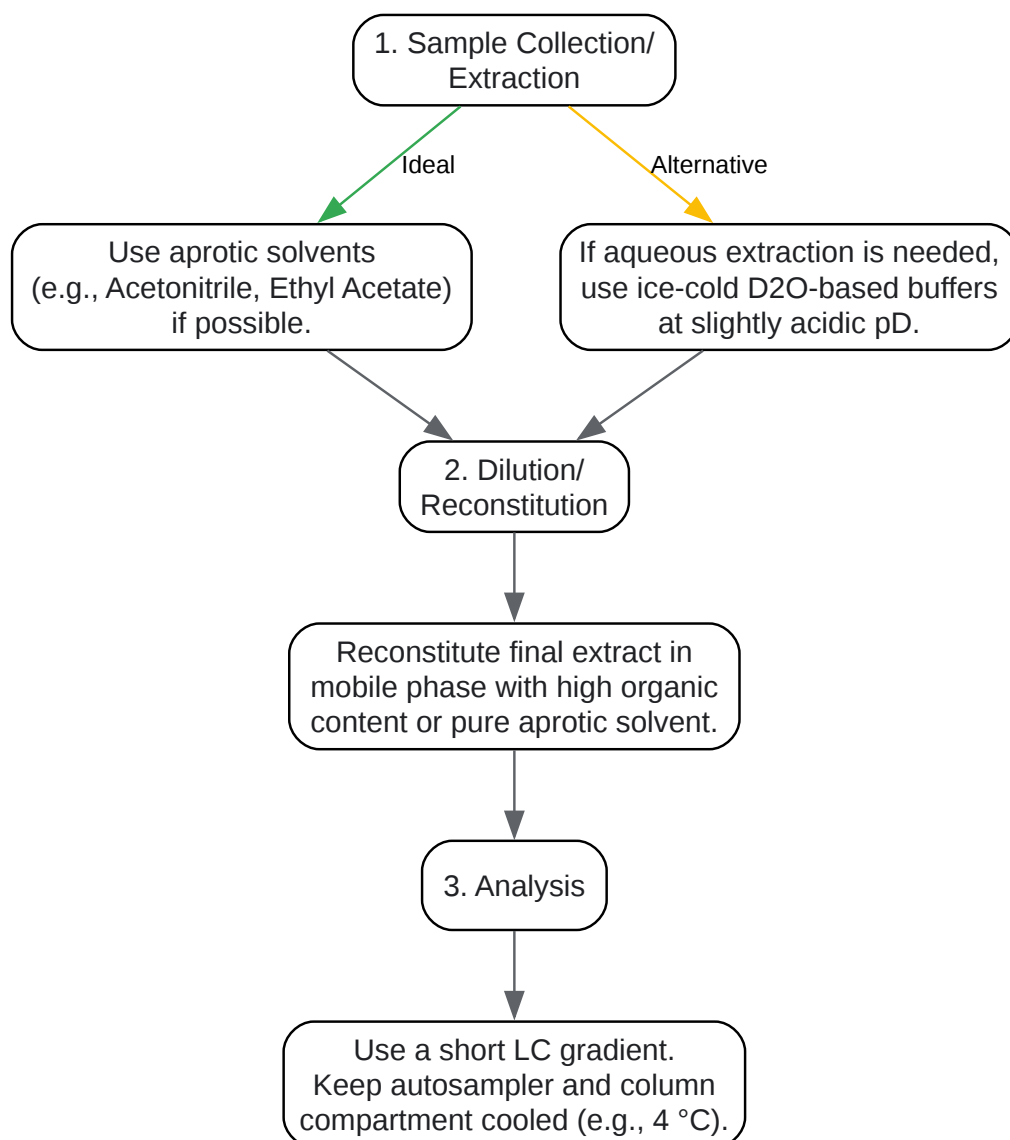 1. Sample Collection/
Extraction
Ideal
Alternative
Use aprotic solvents
(e.g., Acetonitrile, Ethyl Acetate)
if possible.
If aqueous extraction is needed,
use ice-cold D2O-based buffers
at slightly acidic pD.
2. Dilution/
Reconstitution
Reconstitute final extract in
mobile phase with high organic
content or pure aprotic solvent.
3. Analysis
Use a short LC gradient.
Keep autosampler and column
compartment cooled (e.g., 4 °C).